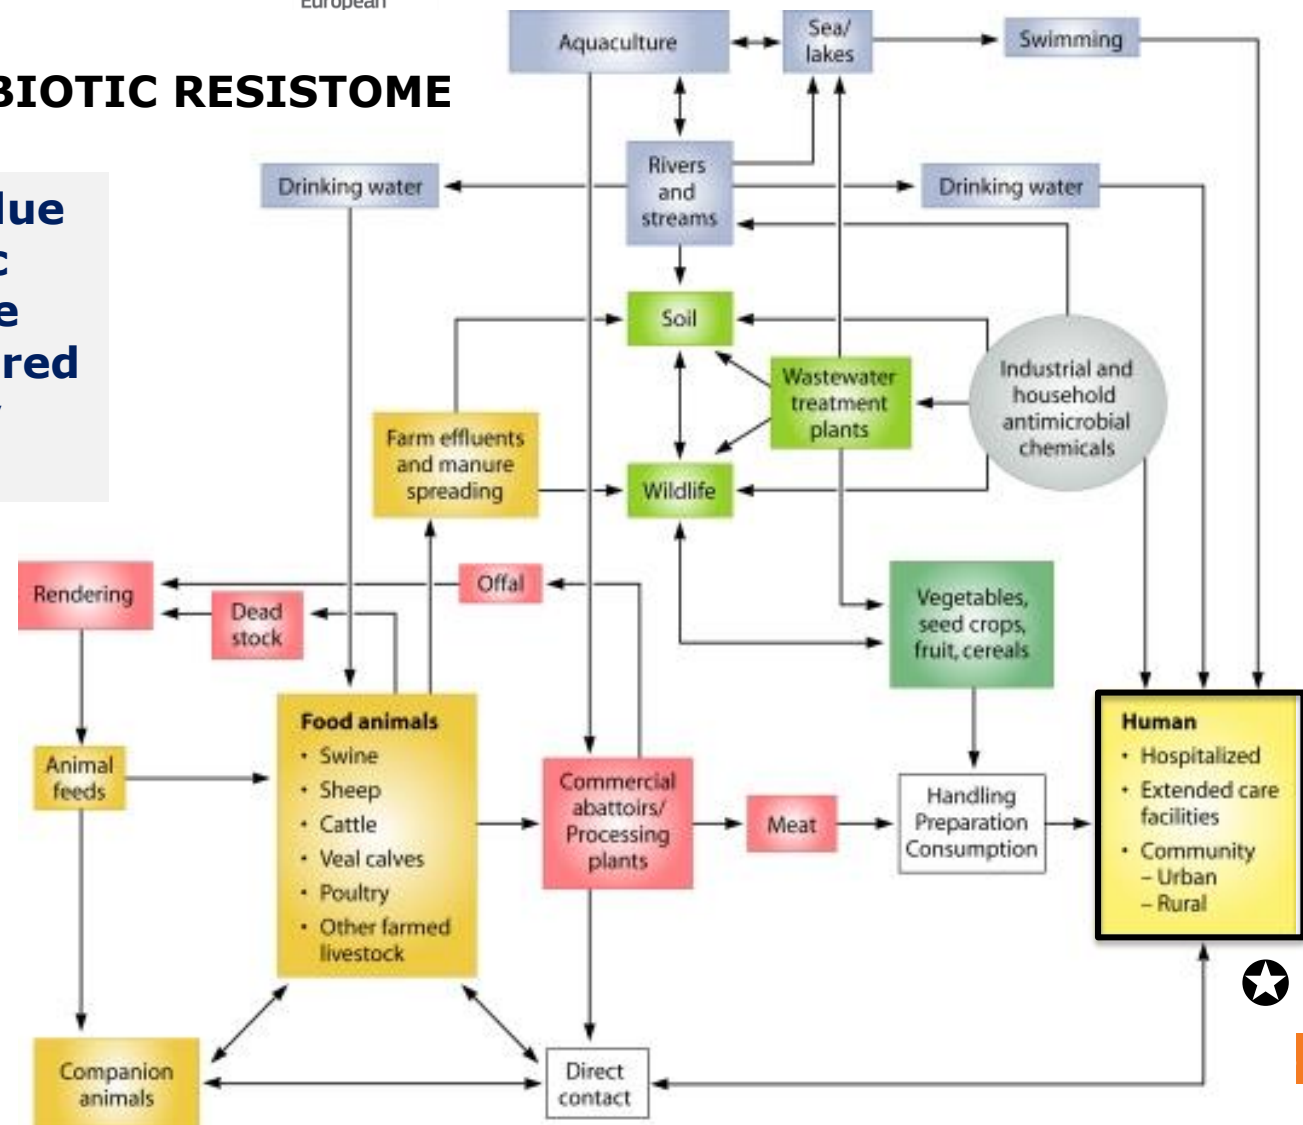 European
BIOTIC RESISTOME
red
Aquaculture
Sea/
lakes
Swimming
Drinking water
Rivers
and
streams
Drinking water
Soil
Wastewater
treatment
plants
Industrial and
household
antimicrobial
chemicals
Farm effluents
and manure
spreading
Wildlife
Rendering
Dead
stock
Offal
Vegetables,
seed crops,
fruit, cereals
Animal
feeds
Food animals
• Swine
• Sheep
• Cattle
• Veal calves
• Poultry
• Other farmed
livestock
Commercial
abattoirs/
Processing
plants
Meat
Handling
Preparation
Consumption
Human
• Hospitalized
• Extended care
facilities
• Community
– Urban
– Rural
Companion
animals
Direct
contact